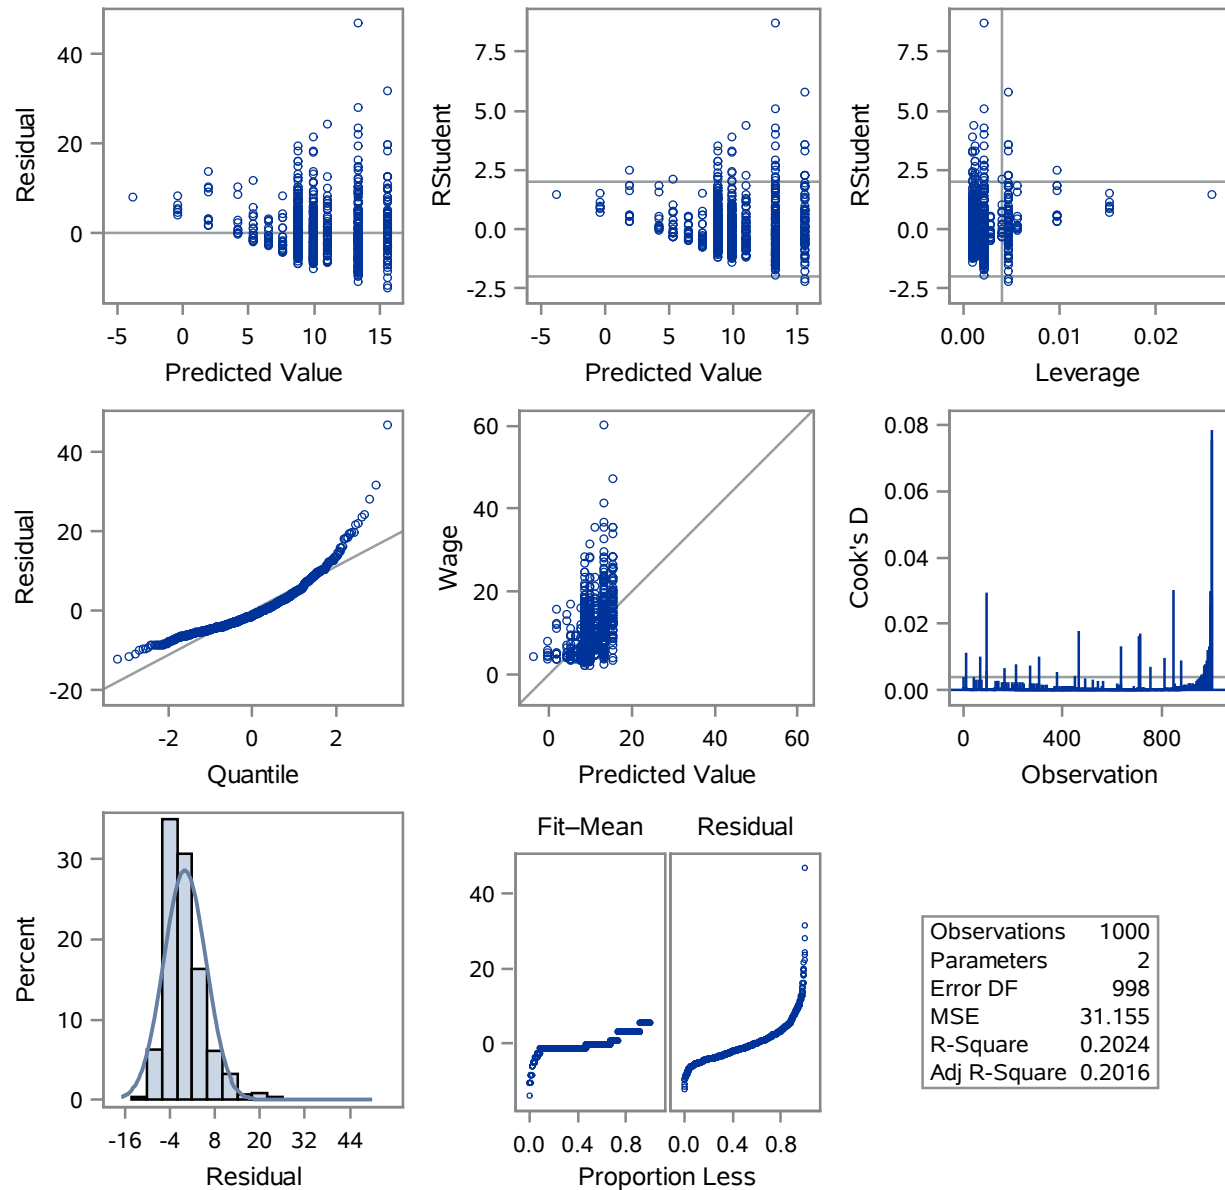 Residual
40
20
0
-5 0 5 10 15
Predicted Value
RStudent
7.5
5.0
2.5
0.0
-2.5
-5 0 5 10 15
Predicted Value
RStudent
7.5
5.0
2.5
0.0
-2.5
0.00 0.01 0.02
Leverage
Residual
40
20
0
-20
-2 0 2
Quantile
Wage
60
40
20
0
0 20 40 60
Predicted Value
Cook's D
0.08
0.06
0.04
0.02
0.00
0 400 800
Observation
Percent
30
20
10
0
-16 -4 8 20 32 44
Residual
Fit–Mean Residual
40
20
0
0.0 0.4 0.8 0.0 0.4 0.8
Proportion Less
Observations 1000
Parameters 2
Error DF 998
MSE 31.155
R-Square 0.2024
Adj R-Square 0.2016